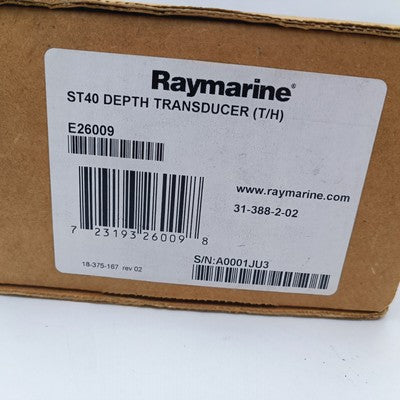 Raymarine®
ST40 DEPTH TRANSDUCER (T/H)
E26009
www.raymarine.com
31-388-2-02
7 23193 26009 8
18-375-167 rev 02
S/N:A0001JU3